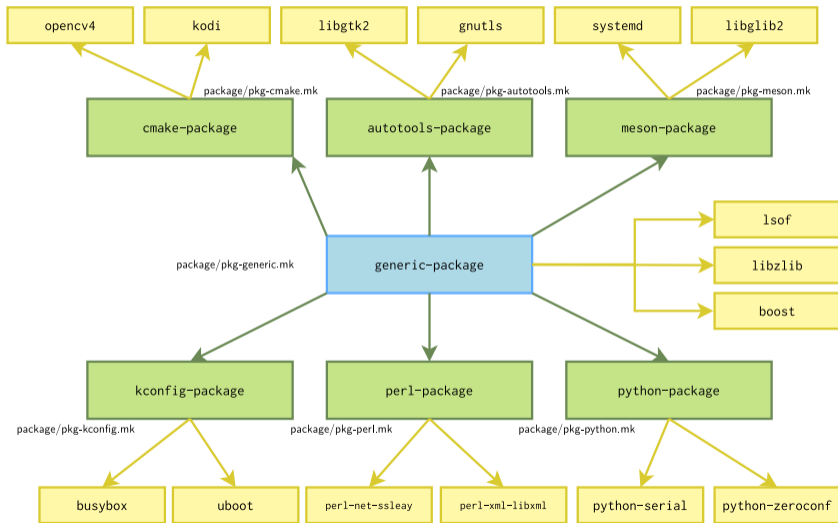 opencv4
kodi
libgtk2
gnutls
systemd
libglib2
package/pkg-cmake.mk
package/pkg-autotools.mk
package/pkg-meson.mk
cmake-package
autotools-package
meson-package
lsof
package/pkg-generic.mk
generic-package
libzlib
boost
kconfig-package
perl-package
python-package
package/pkg-kconfig.mk
package/pkg-perl.mk
package/pkg-python.mk
busybox
uboot
perl-net-ssleay
perl-xml-libxml
python-serial
python-zeroconf